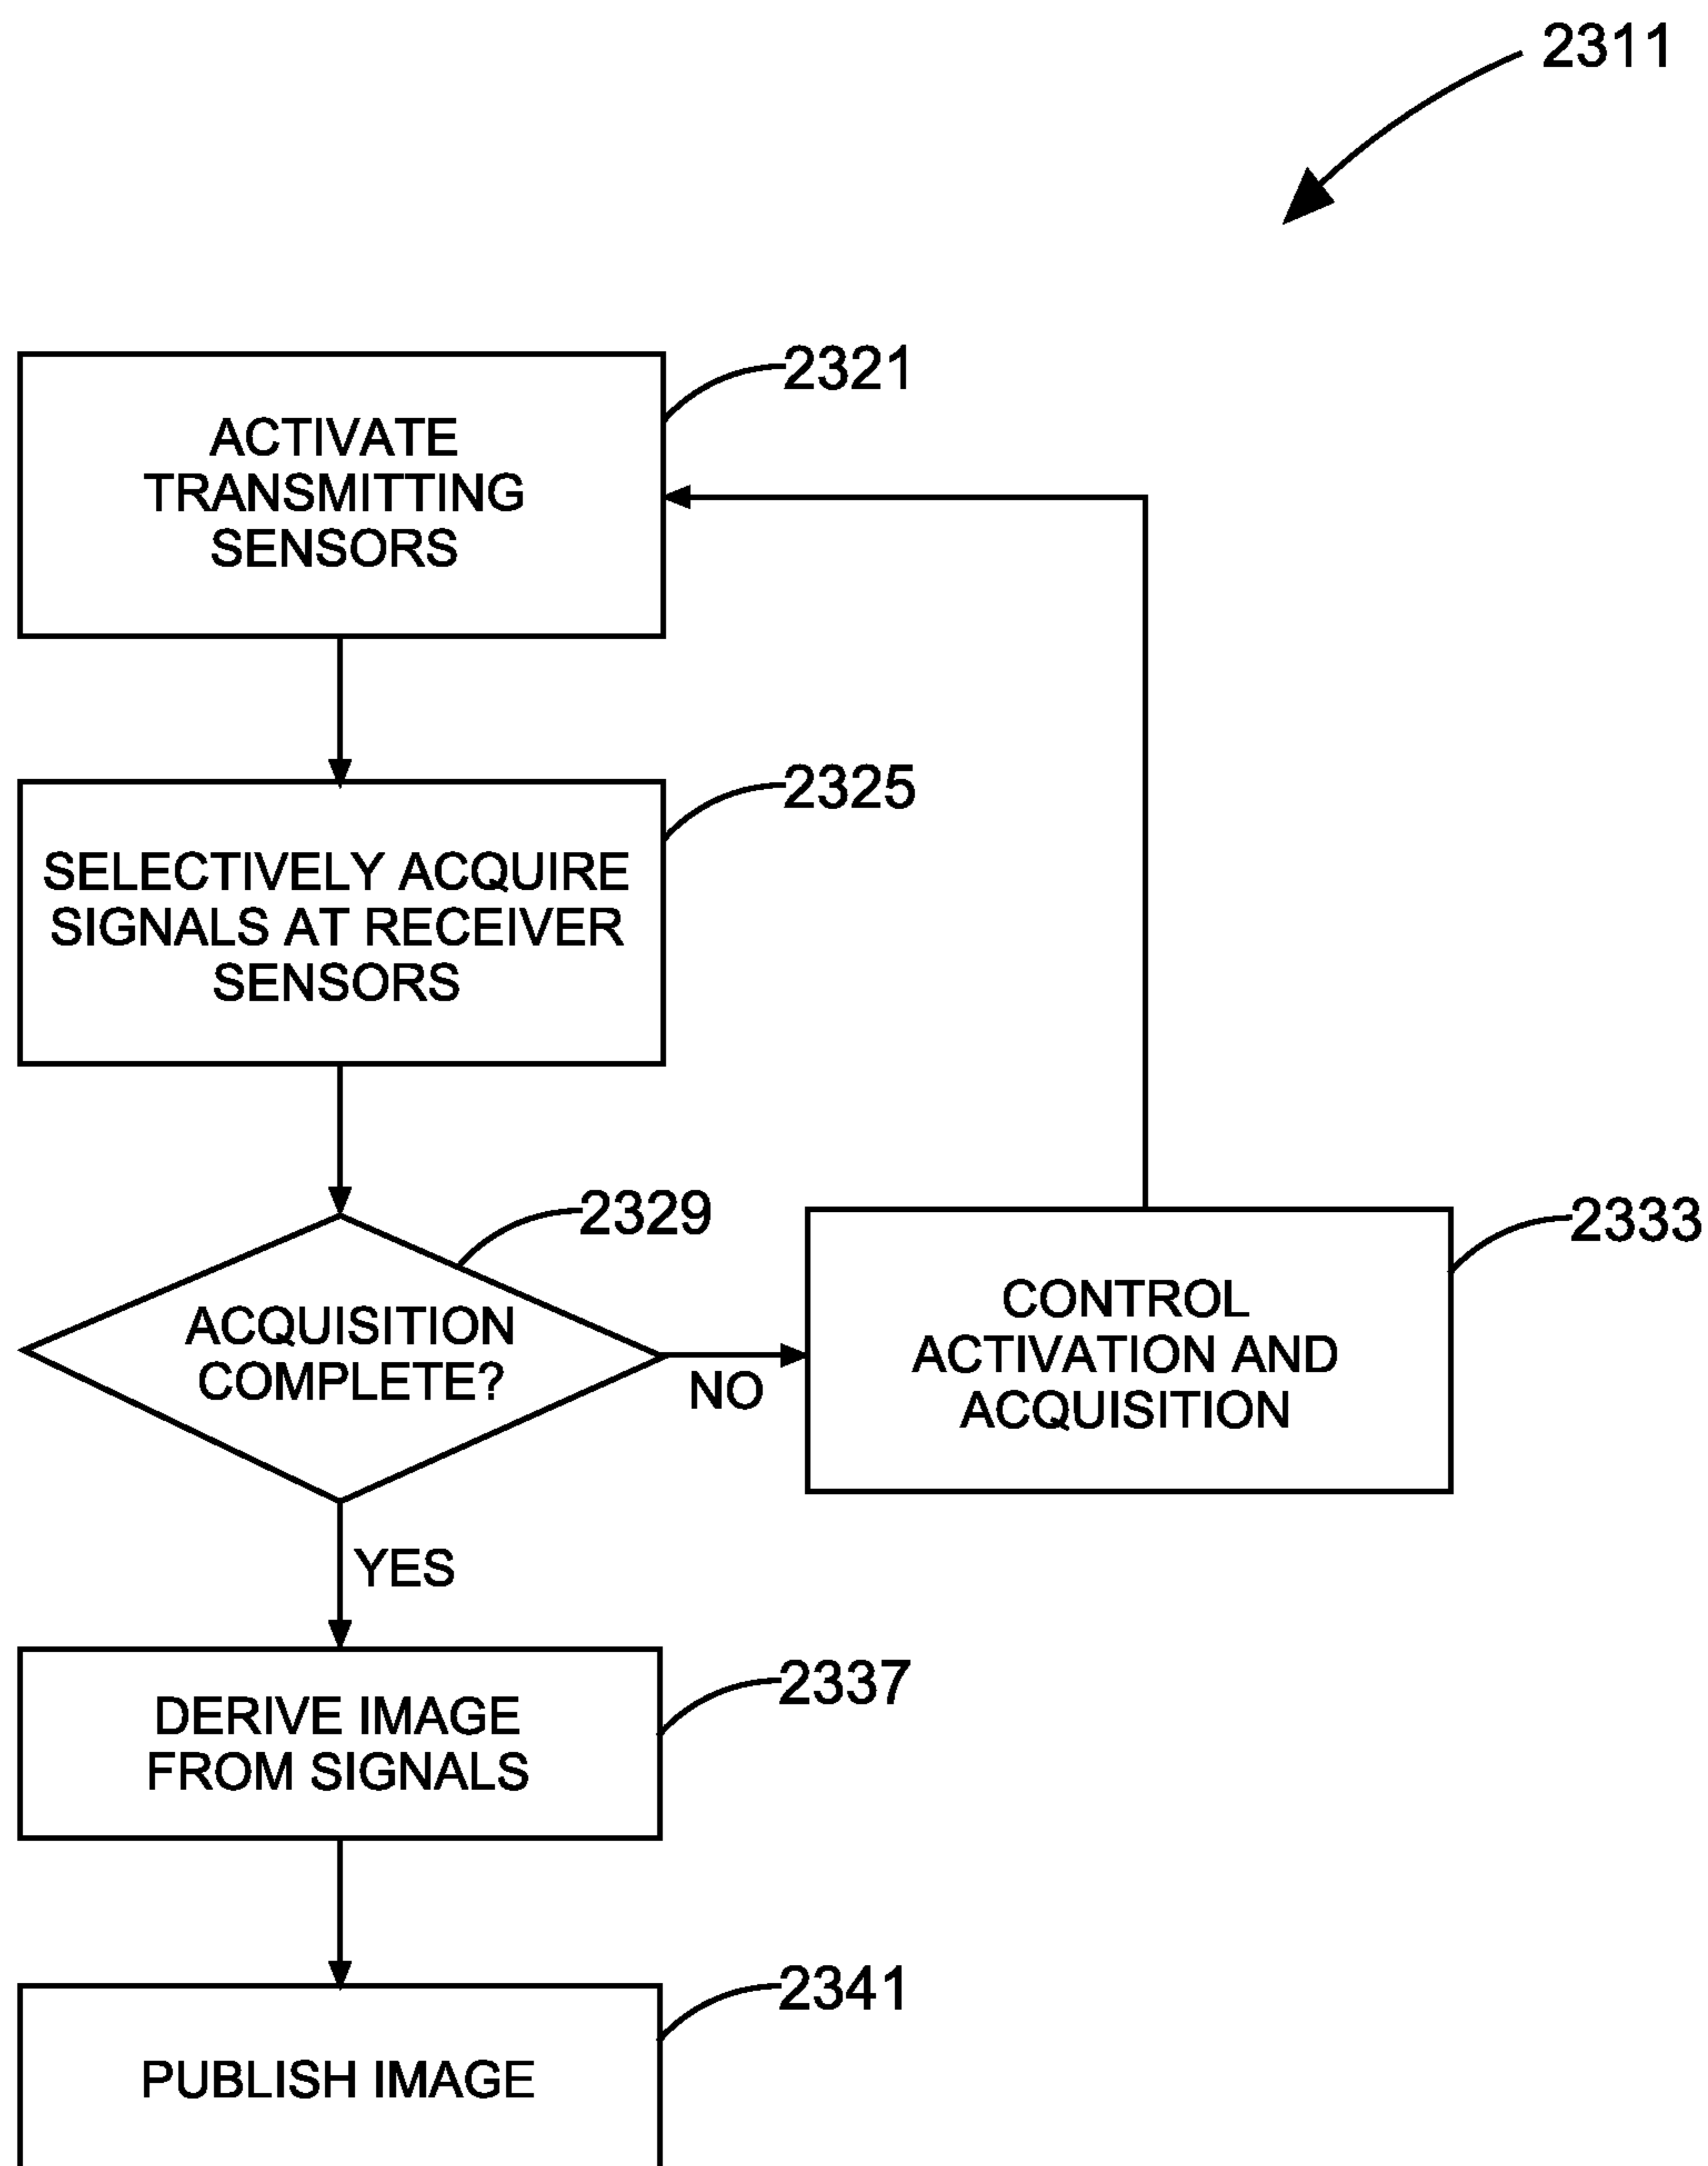 2311
2321
ACTIVATE
TRANSMITTING
SENSORS
2325
SELECTIVELY ACQUIRE
SIGNALS AT RECEIVER
SENSORS
2329
ACQUISITION
COMPLETE?
NO
2333
CONTROL
ACTIVATION AND
ACQUISITION
YES
2337
DERIVE IMAGE
FROM SIGNALS
2341
PUBLISH IMAGE